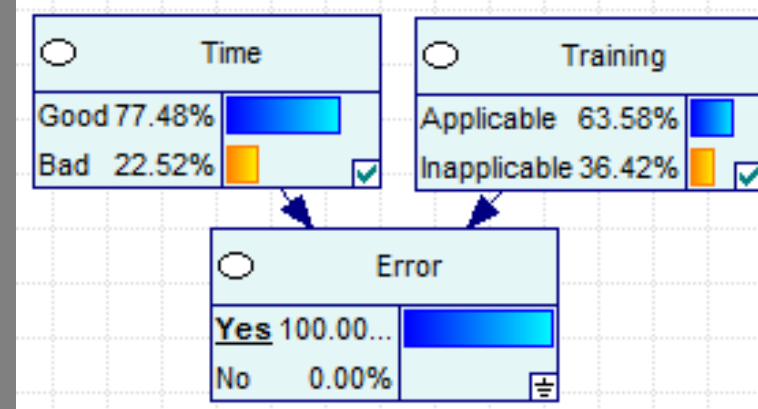 Time
Good 77.48%
Bad 22.52%
Training
Applicable 63.58%
Inapplicable 36.42%
Error
Yes 100.00...
No 0.00%